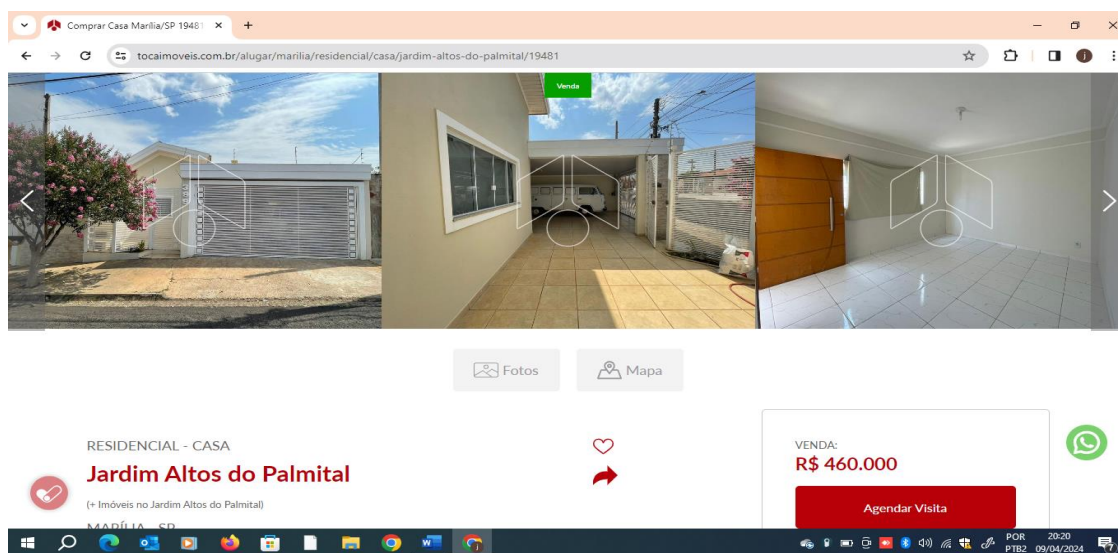 Comprar Casa Marília/SP 19481
tocaimoveis.com.br/alugar/marilia/residencial/casa/jardim-altos-do-palmital/19481
Venda
Fotos
Mapa
RESIDENCIAL - CASA
Jardim Altos do Palmital
(+ Imóveis no Jardim Altos do Palmital)
MARÍLIA - SP
VENDA:
R$ 460.000
Agendar Visita
POR
PTB2
20:20
09/04/2024